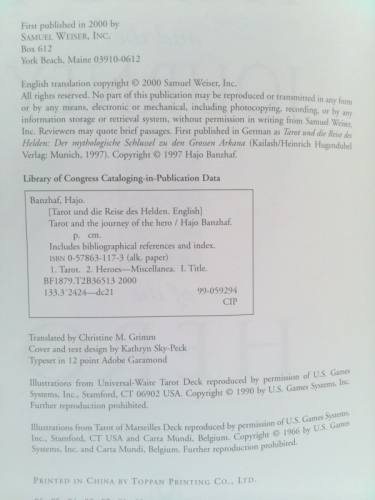 First published in 2000 by
SAMUEL WEISER, INC.
Box 612
York Beach, Maine 03910-0612
English translation copyright © 2000 Samuel Weiser, Inc.
All rights reserved. No part of this publication may be reproduced or transmitted in any form
or by any means, electronic or mechanical, including photocopying, recording, or by any
information storage or retrieval system, without permission in writing from Samuel Weiser,
Inc. Reviewers may quote brief passages. First published in German as Tarot und die Reise des
Helden: Der mythologische Schlussel zu den Grossen Arkana (Kailash/Heinrich Hugendubel
Verlag: Munich, 1997). Copyright © 1997 Hajo Banzhaf.
Library of Congress Cataloging-in-Publication Data
Banzhaf, Hajo.
[Tarot und die Reise des Helden. English]
Tarot and the journey of the hero / Hajo Banzhaf.
p. cm.
Includes bibliographical references and index.
ISBN 0-57863-117-3 (alk. paper)
1. Tarot. 2. Heroes—Miscellanea. I. Title.
BF1879.T2B36513 2000
133.3'2424—dc21 99-059294
CIP
Translated by Christine M. Grimm
Cover and text design by Kathryn Sky-Peck
Typeset in 12 point Adobe Garamond
Illustrations from Universal-Waite Tarot Deck reproduced by permission of U.S. Games
Systems, Inc., Stamford, CT 06902 USA. Copyright © 1990 by U.S. Games Systems, Inc.
Further reproduction prohibited.
Illustrations from Tarot of Marseilles Deck reproduced by permission of U.S. Games Systems,
Inc., Stamford, CT USA and Carta Mundi, Belgium. Copyright © 1966 by U.S. Games
Systems, Inc. and Carta Mundi, Belgium. Further reproduction prohibited.
PRINTED IN CHINA BY TOPPAN PRINTING CO., LTD.